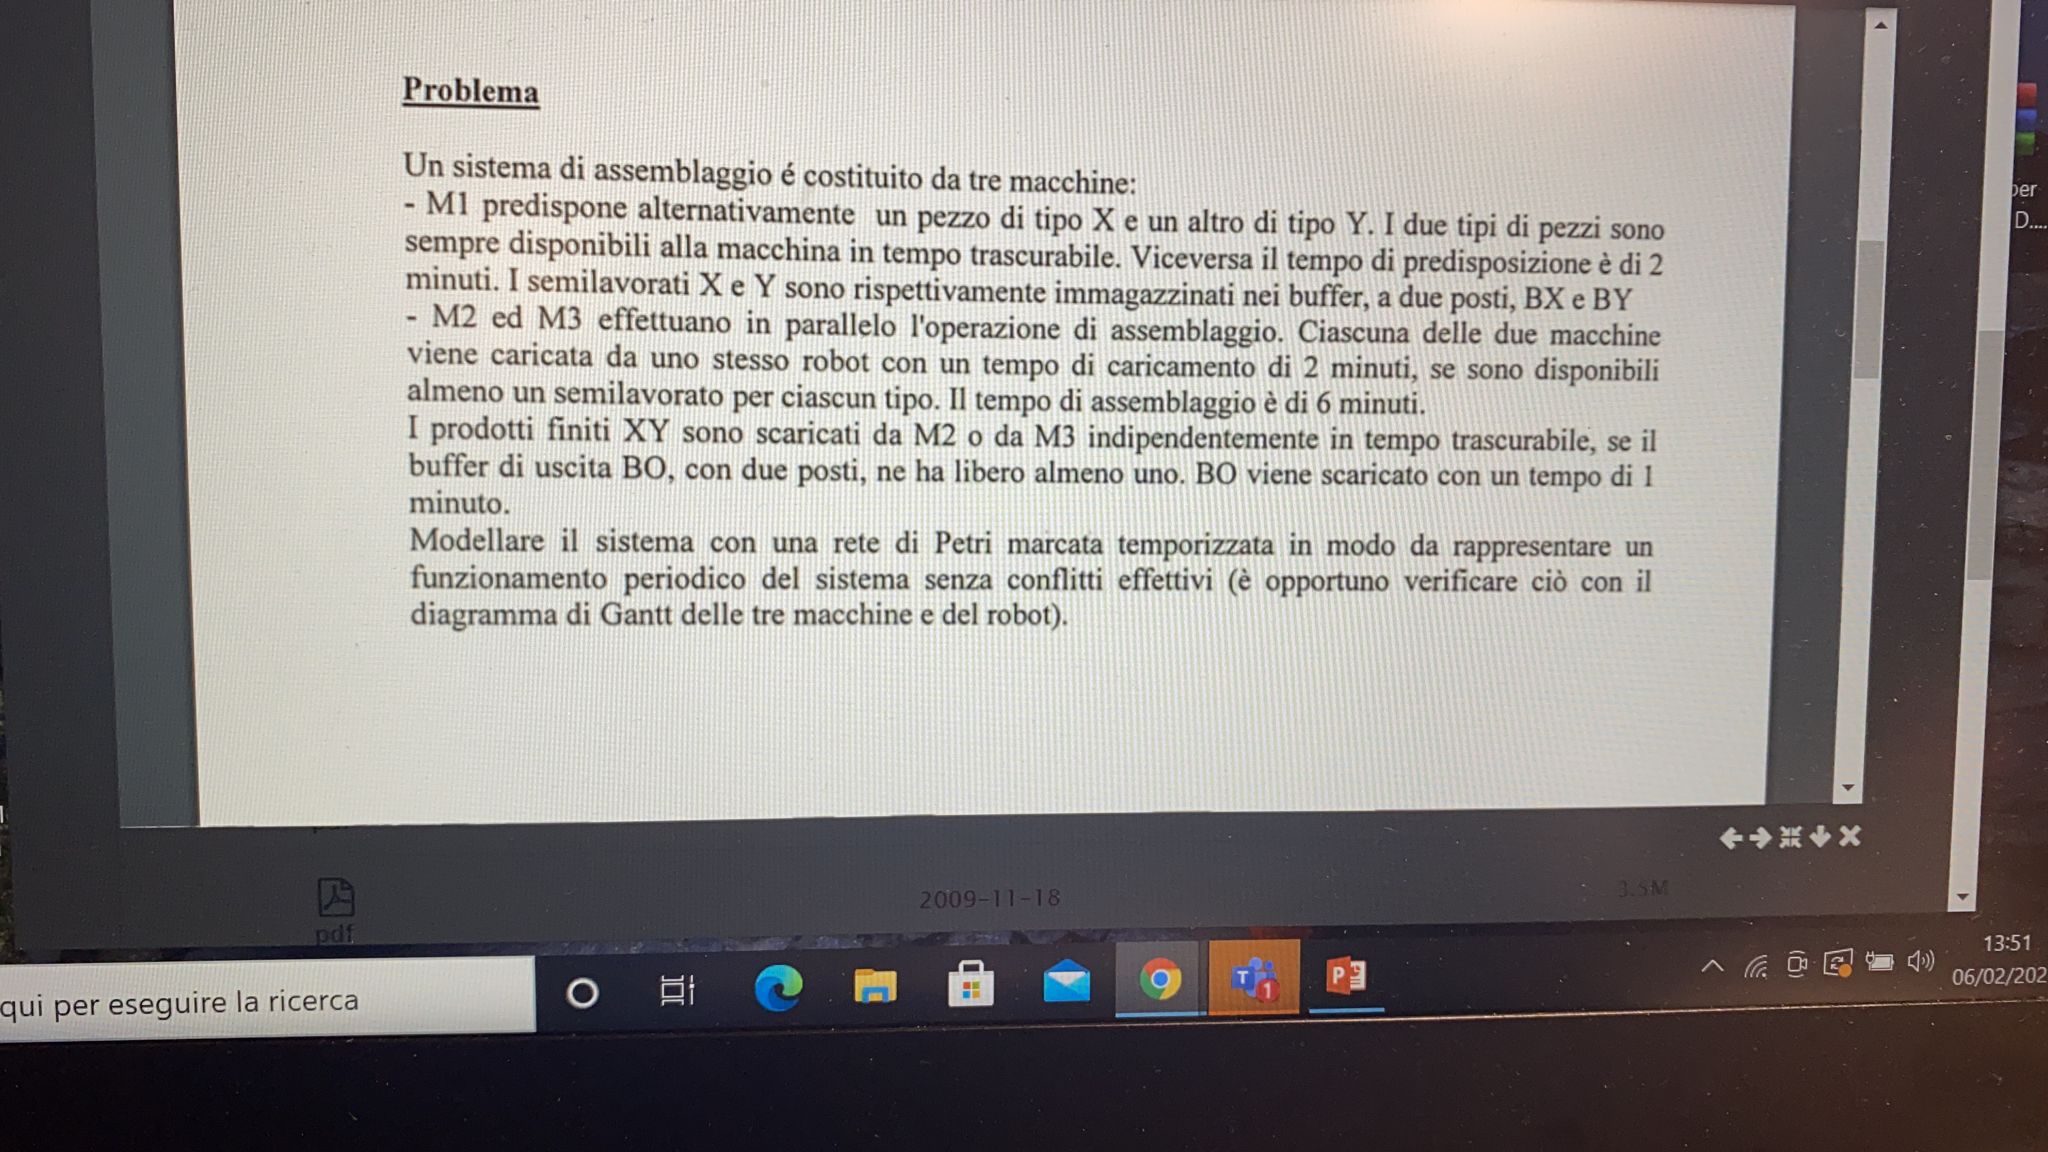 Problema
Un sistema di assemblaggio é costituito da tre macchine:
- M1 predispone alternativamente un pezzo di tipo X e un altro di tipo Y. I due tipi di pezzi sono
sempre disponibili alla macchina in tempo trascurabile. Viceversa il tempo di predisposizione è di 2
minuti. I semilavorati X e Y sono rispettivamente immagazzinati nei buffer, a due posti, BX e BY
- M2 ed M3 effettuano in parallelo l'operazione di assemblaggio. Ciascuna delle due macchine
viene caricata da uno stesso robot con un tempo di caricamento di 2 minuti, se sono disponibili
almeno un semilavorato per ciascun tipo. Il tempo di assemblaggio è di 6 minuti.
I prodotti finiti XY sono scaricati da M2 o da M3 indipendentemente in tempo trascurabile, se il
buffer di uscita BO, con due posti, ne ha libero almeno uno. BO viene scaricato con un tempo di 1
minuto.
Modellare il sistema con una rete di Petri marcata temporizzata in modo da rappresentare un
funzionamento periodico del sistema senza conflitti effettivi (è opportuno verificare ciò con il
diagramma di Gantt delle tre macchine e del robot).
per
D....
pdf
2009-11-18
3.5M
qui per eseguire la ricerca
T
1
P
13:51
06/02/202